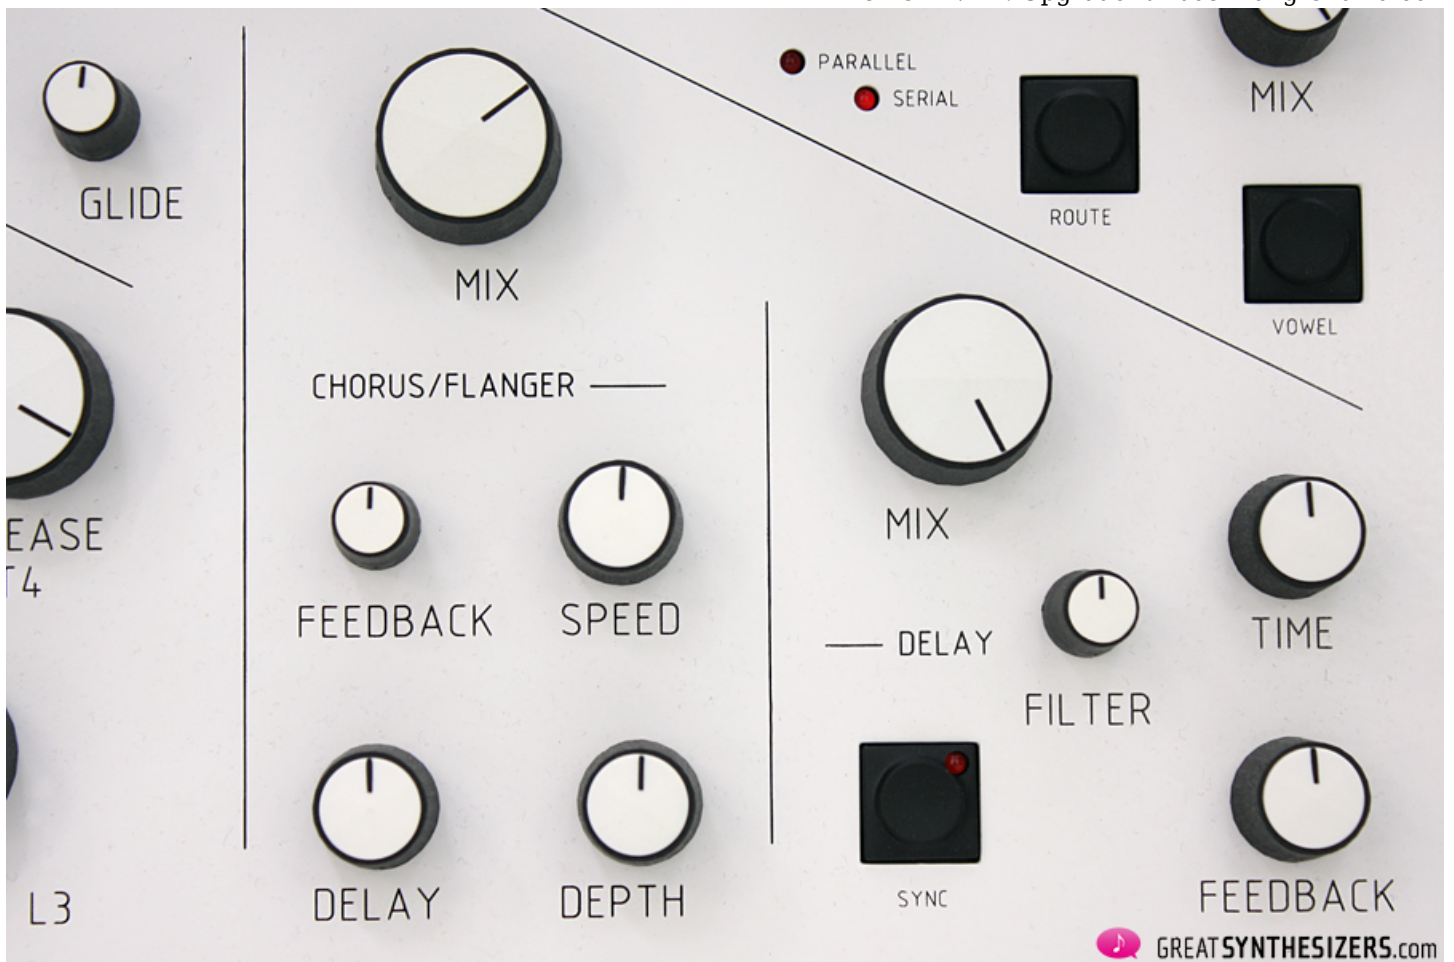 PARALLEL
SERIAL
MIX
GLIDE
ROUTE
MIX
VOWEL
CHORUS/FLANGER
MIX
EASE
T4
FEEDBACK
SPEED
TIME
DELAY
FILTER
DELAY
DEPTH
SYNC
FEEDBACK
L3
GREATSYNTHESIZERS.com